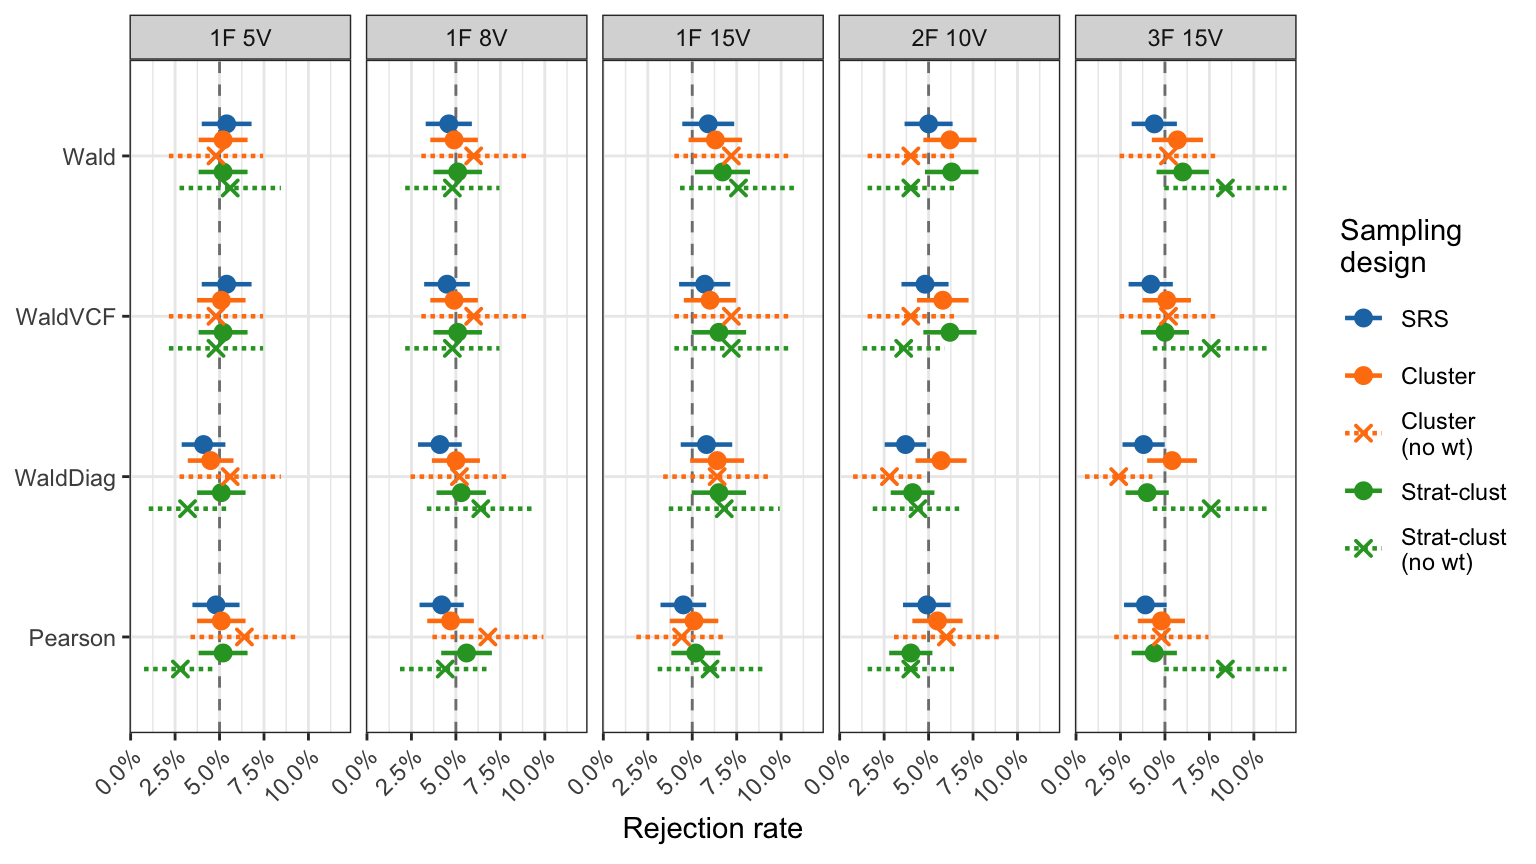 1F 5V
1F 8V
1F 15V
2F 10V
3F 15V
Wald
WaldVCF
WaldDiag
Pearson
0.0%
2.5%
5.0%
7.5%
10.0%
0.0%
2.5%
5.0%
7.5%
10.0%
0.0%
2.5%
5.0%
7.5%
10.0%
0.0%
2.5%
5.0%
7.5%
10.0%
0.0%
2.5%
5.0%
7.5%
10.0%
Rejection rate
Sampling
design
SRS
Cluster
Cluster
(no wt)
Strat-clust
Strat-clust
(no wt)